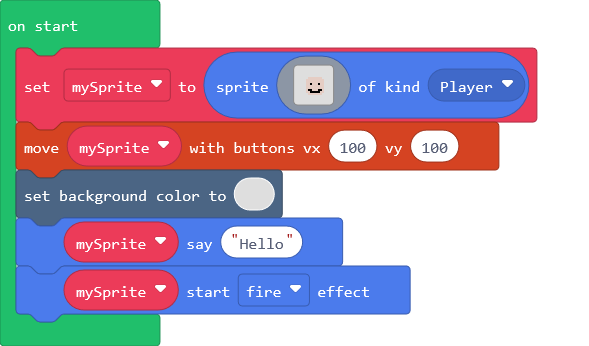 on start
set mySprite to sprite of kind Player
move mySprite with buttons vx 100 vy 100
set background color to
mySprite say "Hello"
mySprite start fire effect